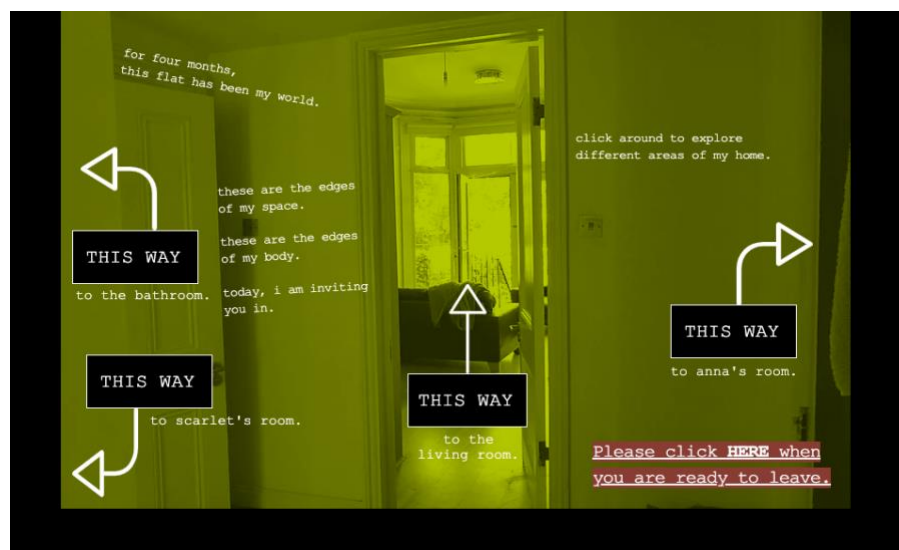 for four months,
this flat has been my world.
click around to explore
different areas of my home.
these are the edges
of my space.
these are the edges
of my body.
today, i am inviting
you in.
THIS WAY
to the bathroom.
THIS WAY
to scarlet's room.
THIS WAY
to the
living room.
THIS WAY
to anna's room.
Please click HERE when
you are ready to leave.